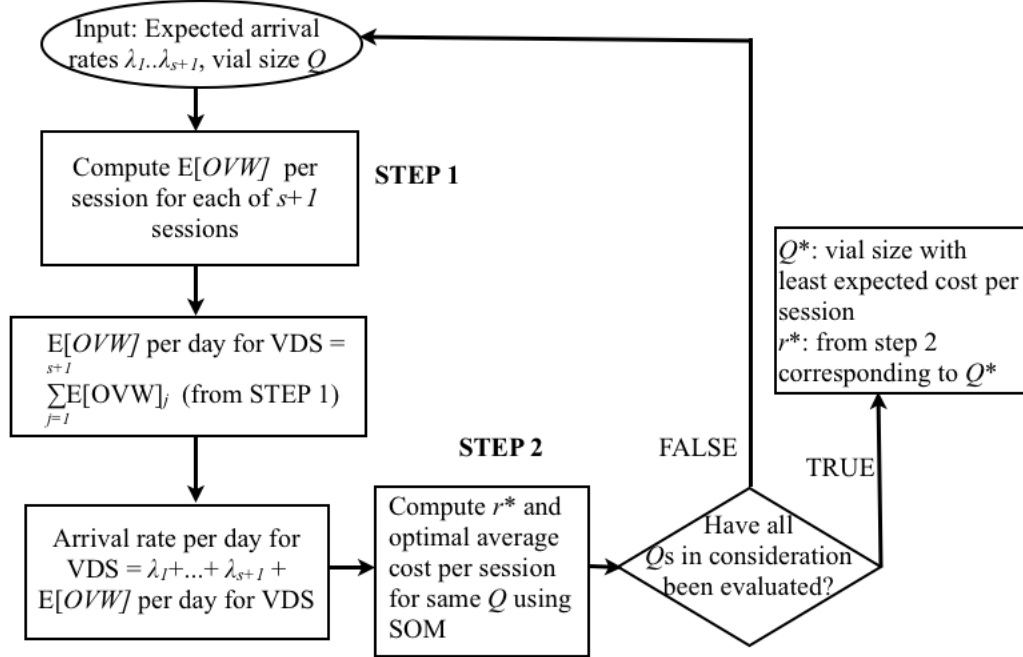 Input: Expected arrival
rates λ1..λs+1, vial size Q
Compute E[OVW] per
session for each of s+1
sessions
STEP 1
E[OVW] per day for VDS =
s+1
∑E[OVW]j (from STEP 1)
j=1
Arrival rate per day for
VDS = λ1+...+ λs+1 +
E[OVW] per day for VDS
STEP 2
Compute r* and
optimal average
cost per session
for same Q using
SOM
Have all
Qs in consideration
been evaluated?
FALSE
TRUE
Q*: vial size with
least expected cost per
session
r*: from step 2
corresponding to Q*